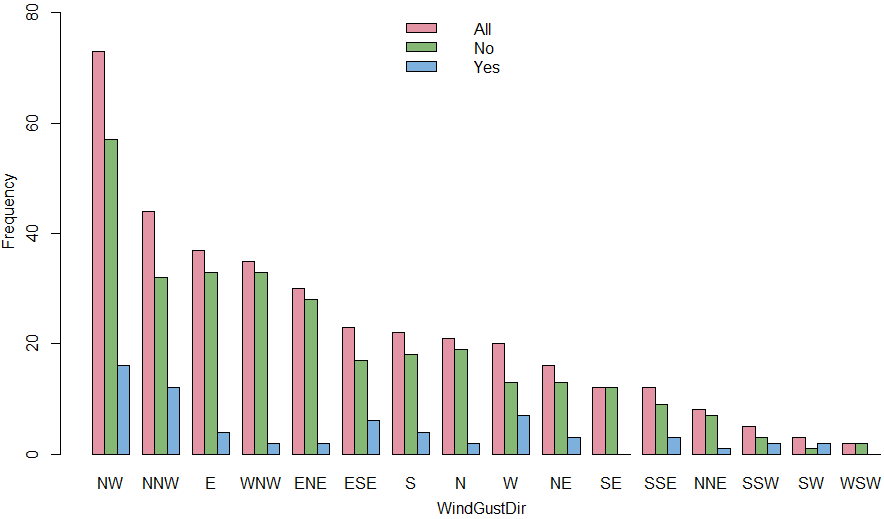 All
No
Yes
Frequency
80
60
40
20
0
NW NNW E WNW ENE ESE S N W NE SE SSE NNE SSW SW WSW
WindGustDir